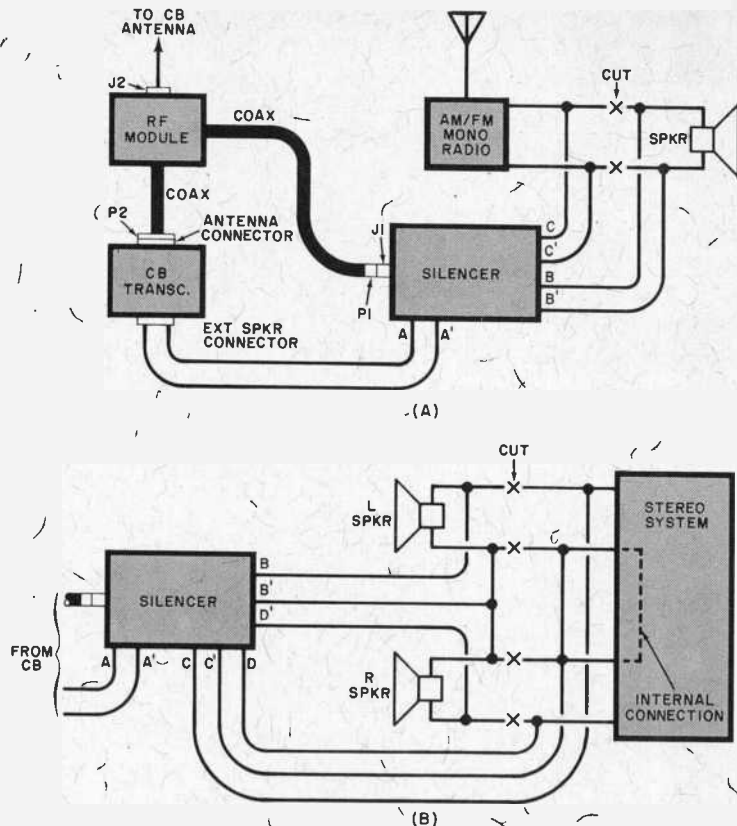 TO CB
ANTENNA
J2
RF
MODULE
COAX
COAX
P2
ANTENNA
CONNECTOR
CB
TRANSC.
EXT SPKR
CONNECTOR
P1
J1
SILENCER
A
A'
C
C'
B
B'
AM/FM
MONO
RADIO
CUT
SPKR
(A)
CUT
L
SPKR
STEREO
SYSTEM
SILENCER
B
B'
D'
FROM
CB
A
A'
C
C'
D
R
SPKR
INTERNAL
CONNECTION
(B)